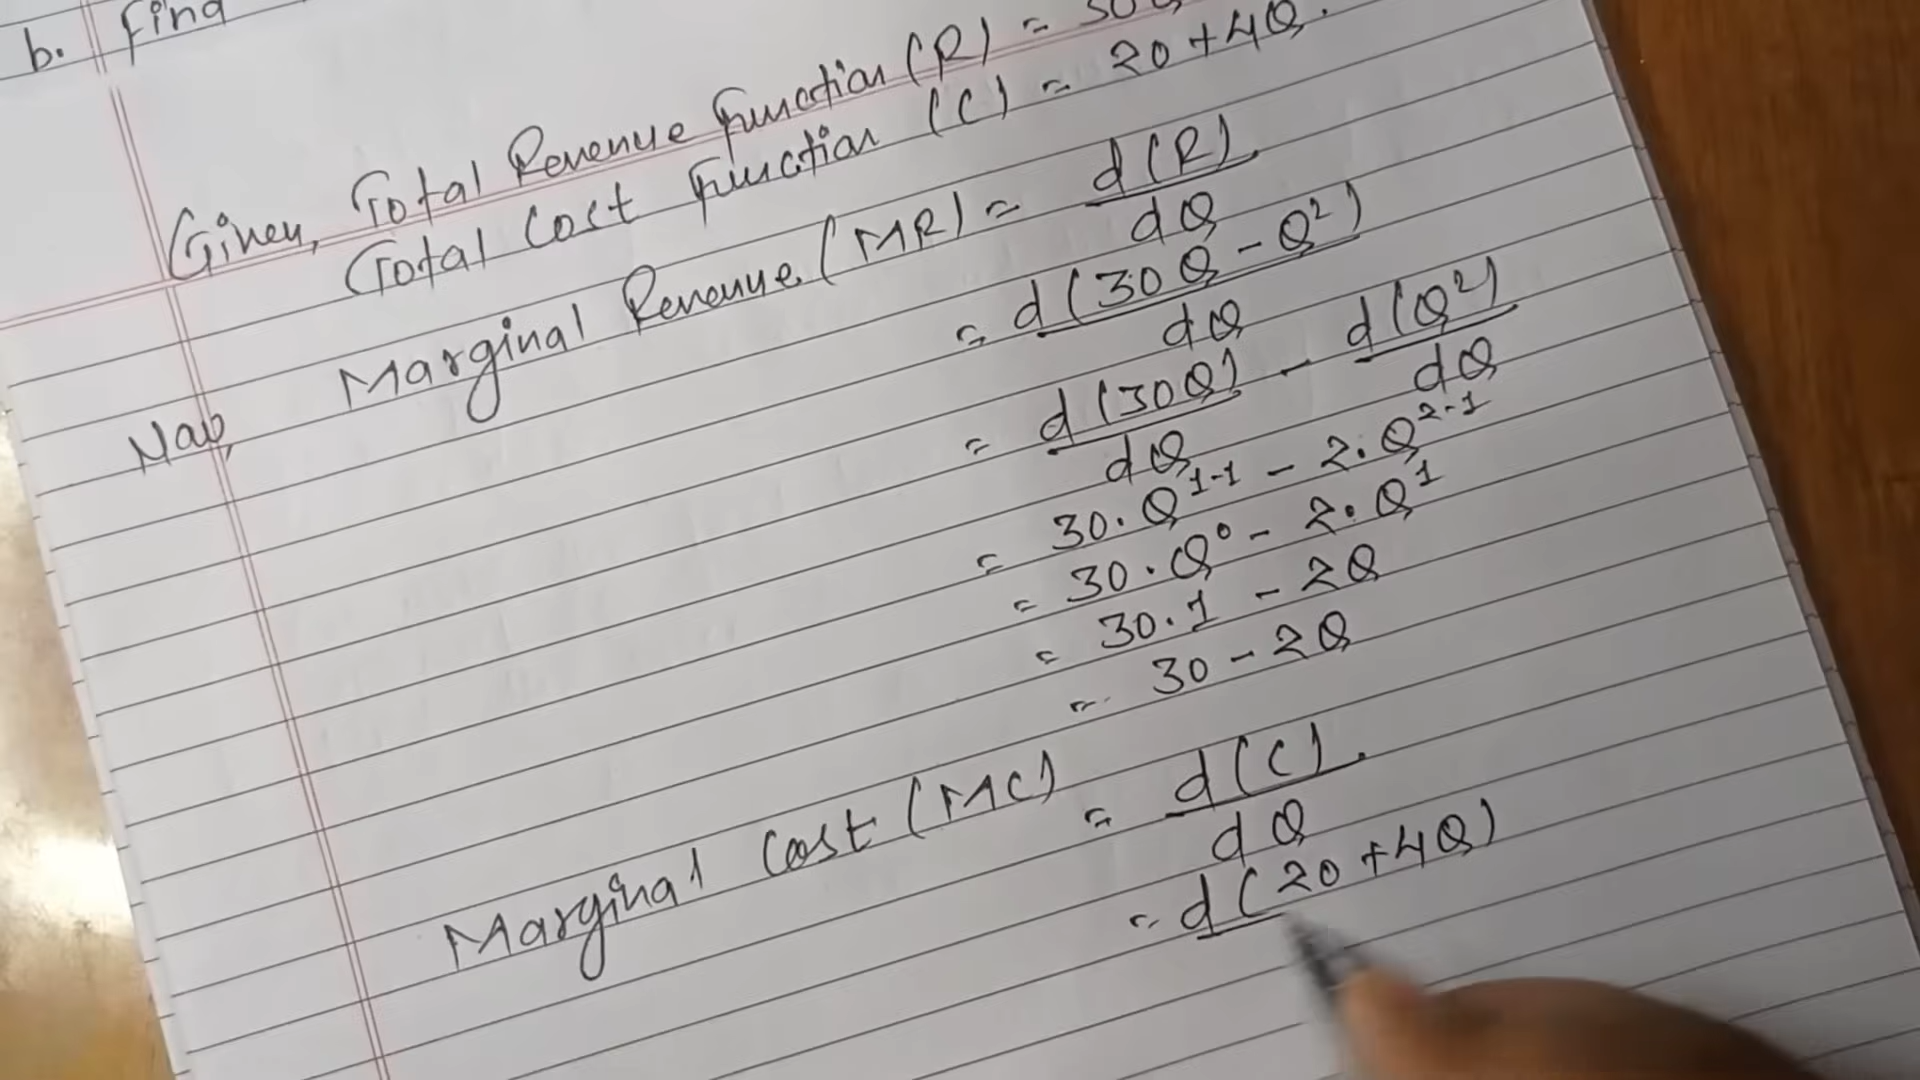 b. Find
Given, Total Revenue function (R) = 30Q
Total Cost function (C) = 20 + 4Q.
Now, Marginal Revenue (MR) = d(R)/dQ
= d(30Q - Q²)/dQ
= d(30Q)/dQ - d(Q²)/dQ
= 30.Q¹⁻¹ - 2.Q²⁻¹
= 30.Q⁰ - 2.Q¹
= 30.1 - 2Q
= 30 - 2Q
Marginal Cost (MC) = d(C)/dQ
= d(20 + 4Q)